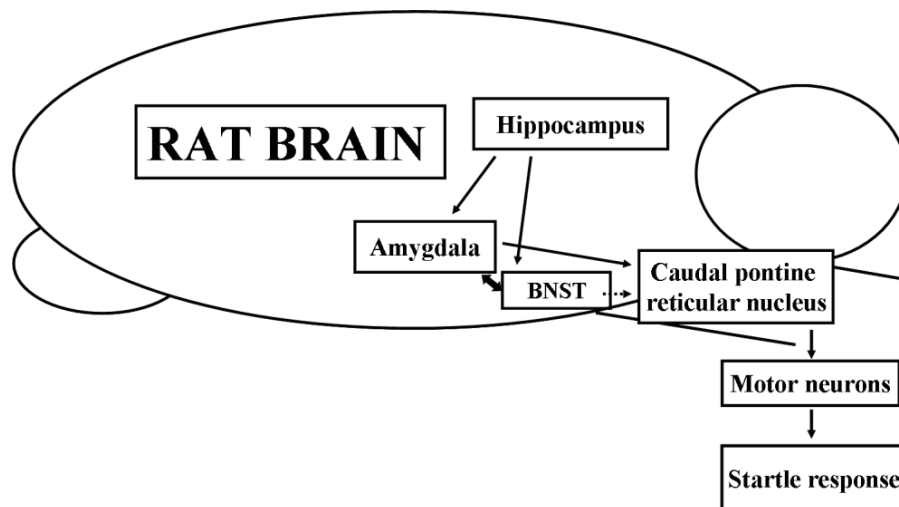 RAT BRAIN
Hippocampus
Amygdala
BNST
Caudal pontine
reticular nucleus
Motor neurons
Startle response